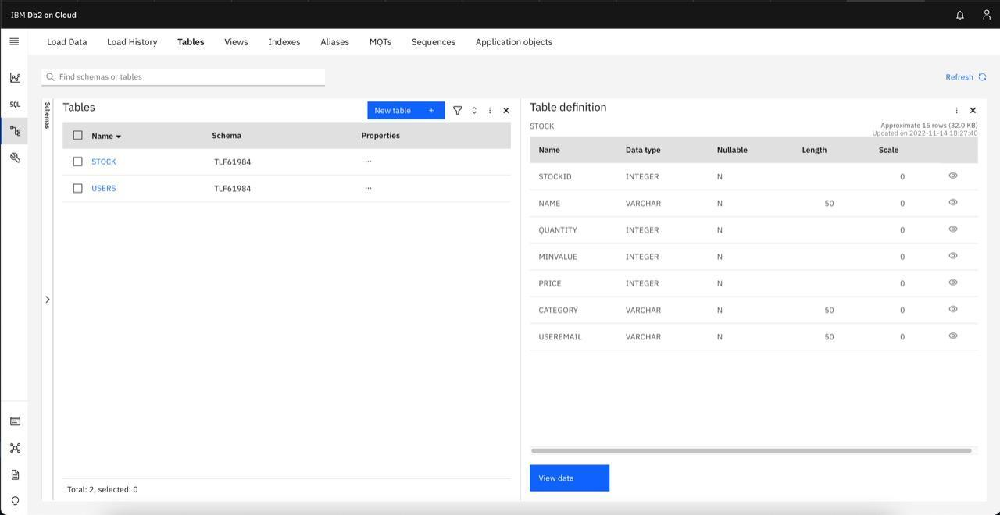 IBM Db2 on Cloud
Load Data Load History Tables Views Indexes Aliases MQTs Sequences Application objects
SQL
Find schemas or tables
Refresh
Schemas
Tables
New table +
Name Schema Properties
STOCK TLF61984 ...
USERS TLF61984 ...
Total: 2, selected: 0
Table definition
STOCK
Approximate 15 rows (32.0 KB)
Updated on 2022-11-14 18:27:40
Name Data type Nullable Length Scale
STOCKID INTEGER N 0
NAME VARCHAR N 50 0
QUANTITY INTEGER N 0
MINVALUE INTEGER N 0
PRICE INTEGER N 0
CATEGORY VARCHAR N 50 0
USEREMAIL VARCHAR N 50 0
View data